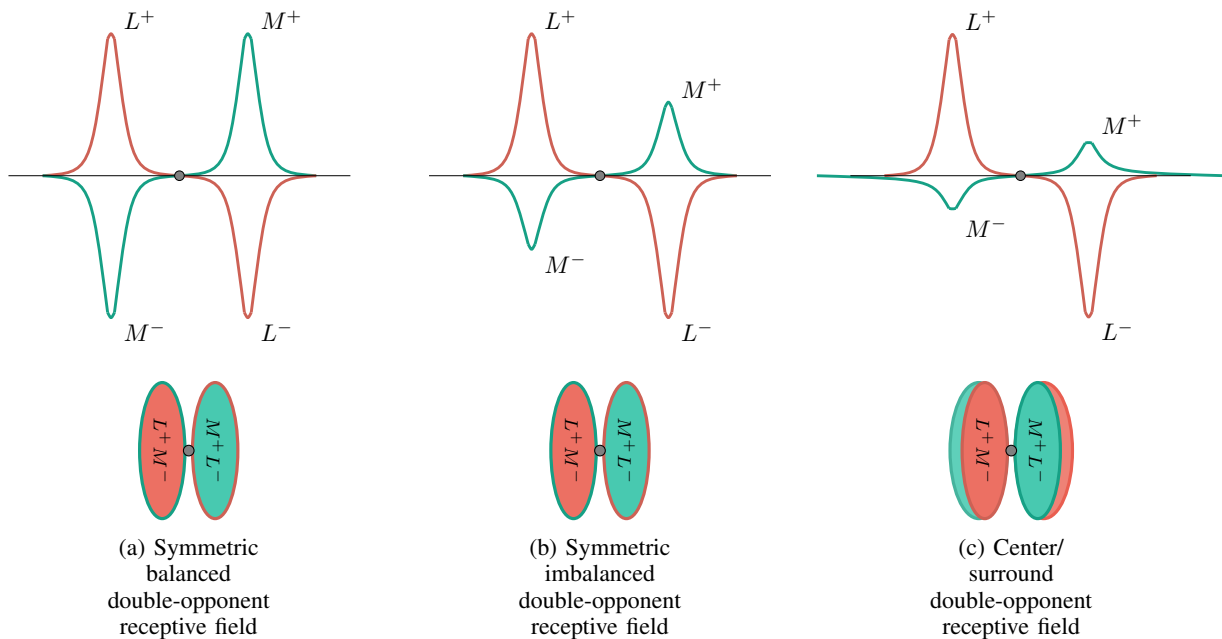 L⁺ M⁺
M⁻ L⁻
L⁺M⁻ M⁺L⁻
(a) Symmetric
balanced
double-opponent
receptive field
L⁺
M⁺
M⁻
L⁻
L⁺M⁻ M⁺L⁻
(b) Symmetric
imbalanced
double-opponent
receptive field
L⁺
M⁺
M⁻
L⁻
L⁺M⁻ M⁺L⁻
(c) Center/
surround
double-opponent
receptive field